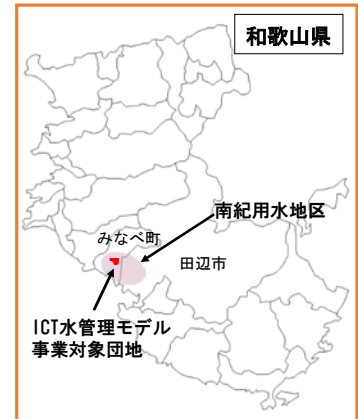 和歌山県
南紀用水地区
みなべ町
田辺市
ICT水管理モデル
事業対象団地